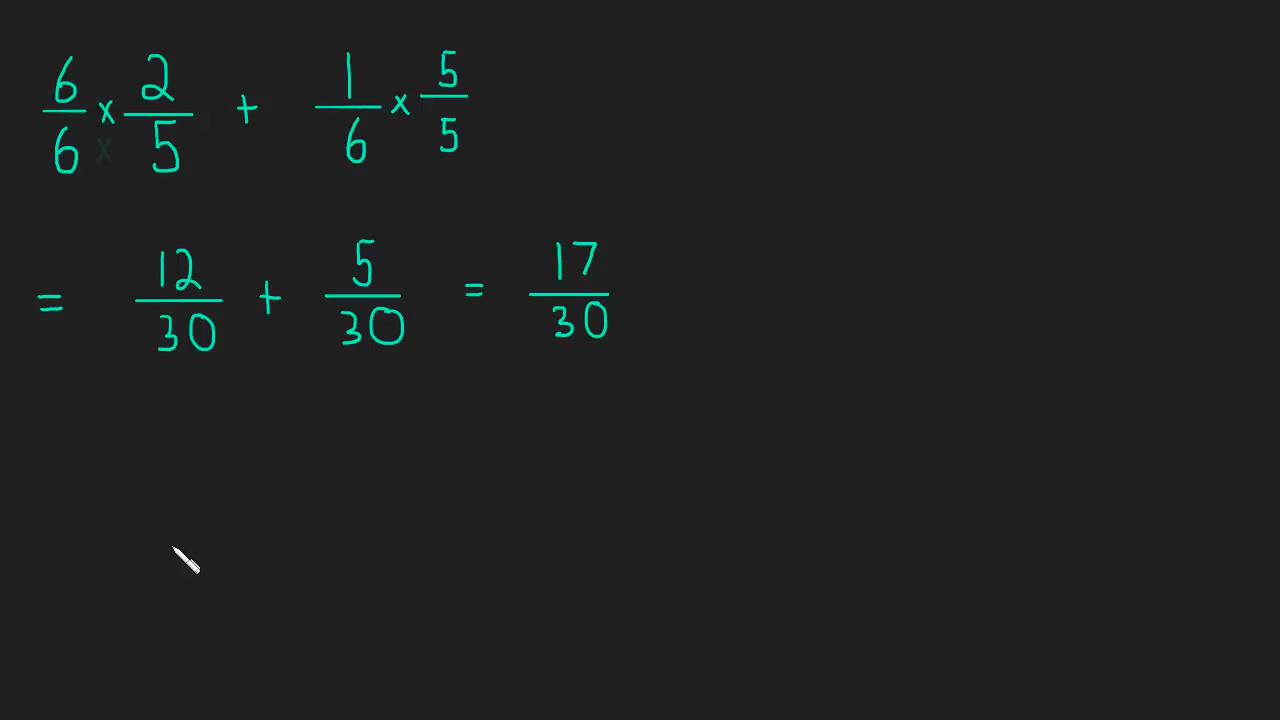 6/6 × 2/5 + 1/6 × 5/5
= 12/30 + 5/30 = 17/30